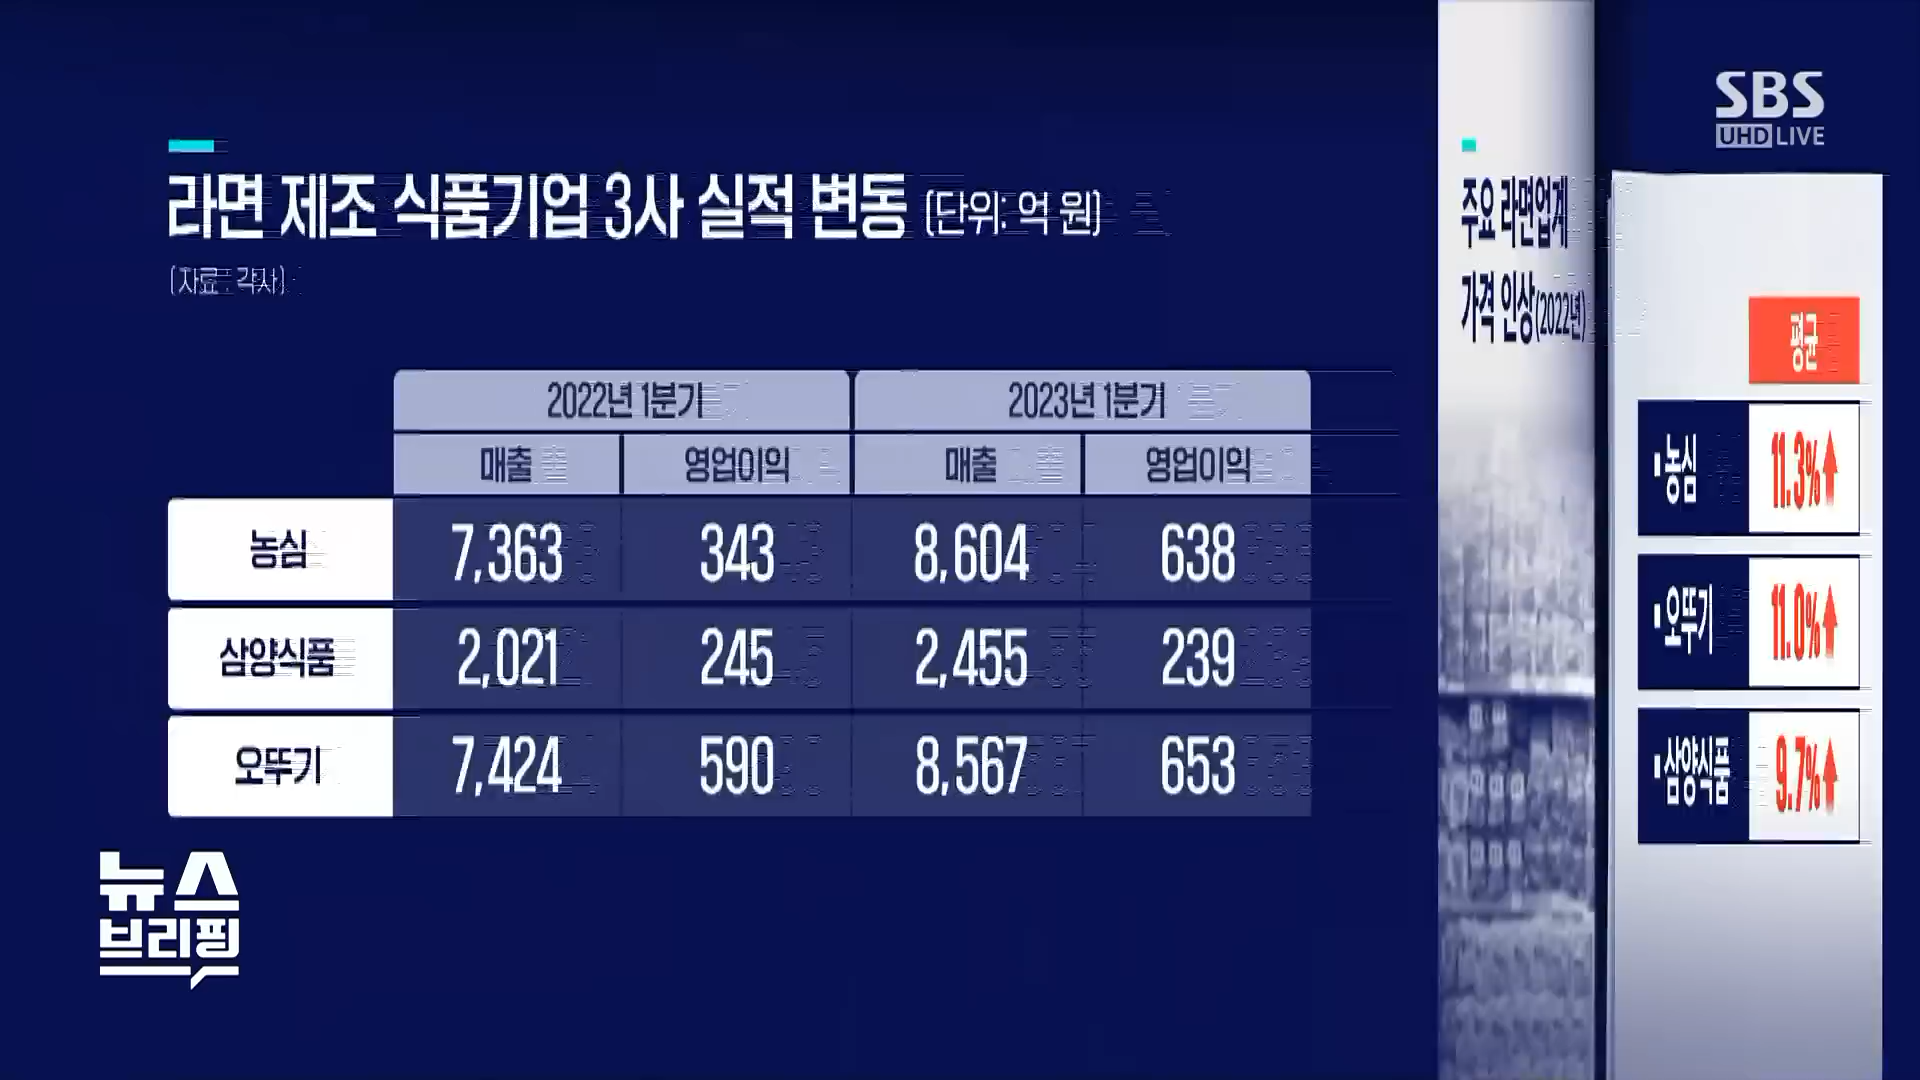 라면 제조 식품기업 3사 실적 변동 (단위: 억 원)
(자료 : 각사)
2022년 1분기 2023년 1분기
매출 영업이익 매출 영업이익
농심 7,363 343 8,604 638
삼양식품 2,021 245 2,455 239
오뚜기 7,424 590 8,567 653
뉴스
브리핑
주요 라면업계
가격 인상(2022년)
SBS
UHD LIVE
평균
농심 11.3%↑
오뚜기 11.0%↑
삼양식품 9.7%↑